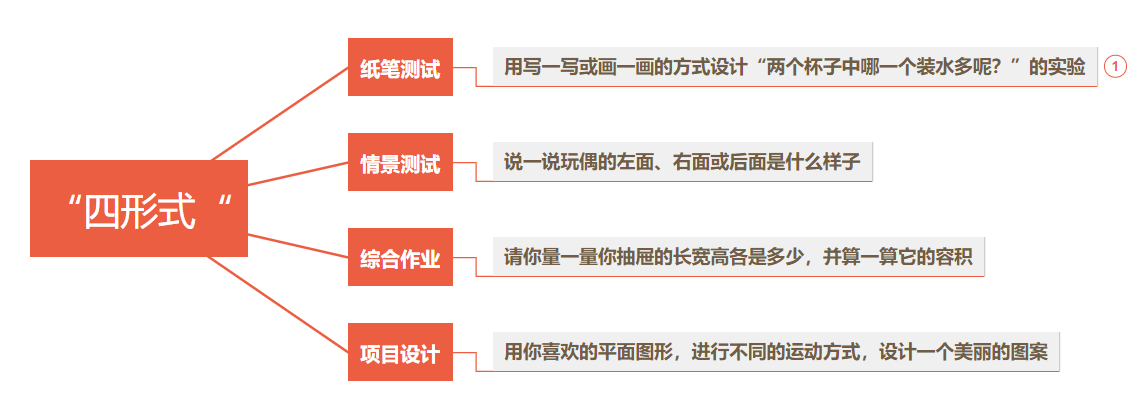 “四形式“
纸笔测试
用写一写或画一画的方式设计“两个杯子中哪一个装水多呢？”的实验
1
情景测试
说一说玩偶的左面、右面或后面是什么样子
综合作业
请你量一量你抽屉的长宽高各是多少，并算一算它的容积
项目设计
用你喜欢的平面图形，进行不同的运动方式，设计一个美丽的图案